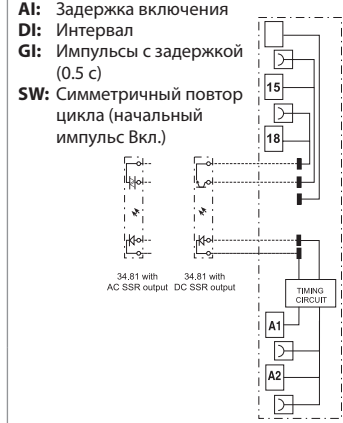 AI: Задержка включения
DI: Интервал
GI: Импульсы с задержкой
(0.5 с)
SW: Симметричный повтор
цикла (начальный
импульс Вкл.)
15
18
34.81 with
AC SSR output
34.81 with
DC SSR output
TIMING
CIRCUIT
A1
A2